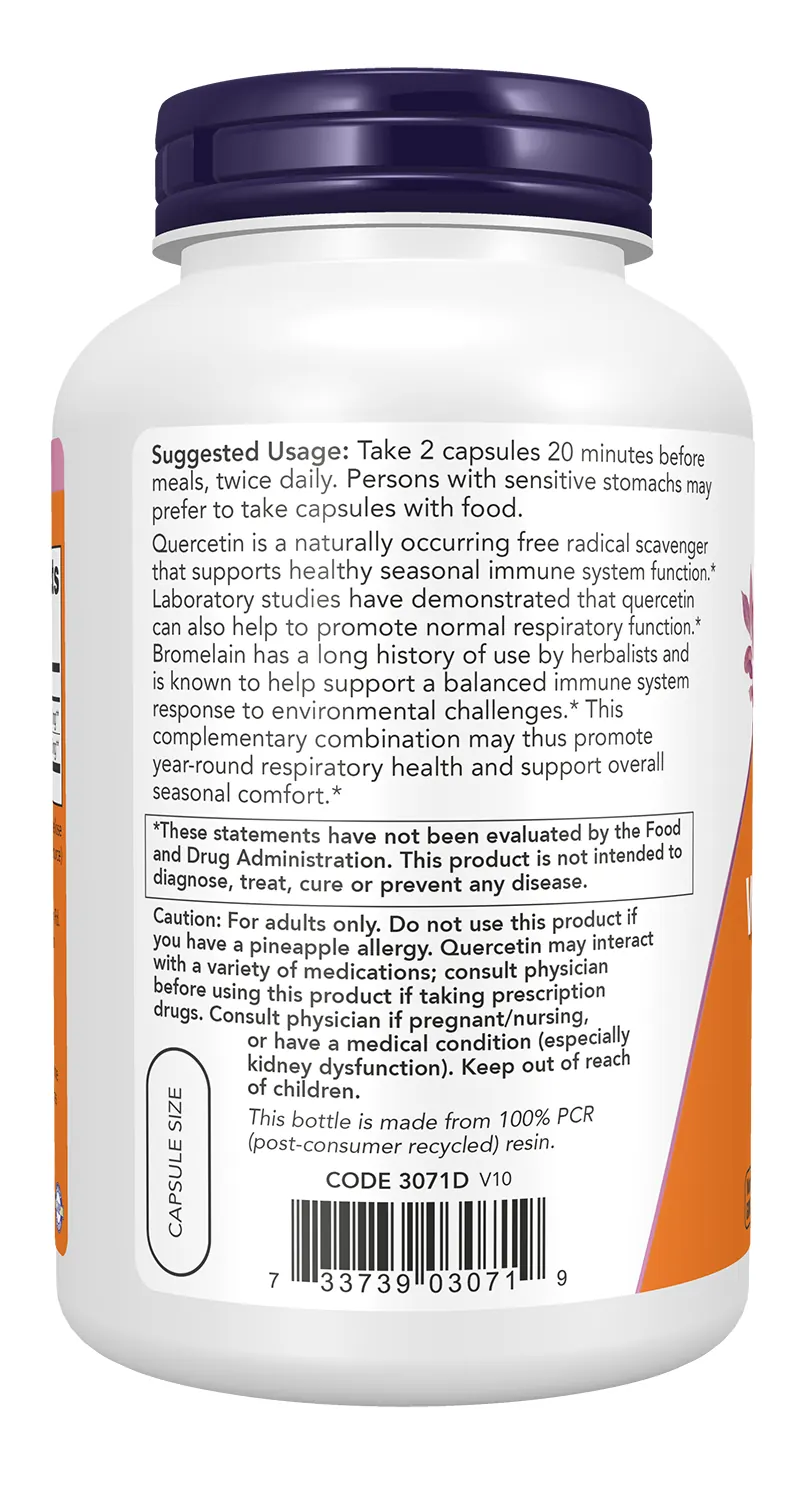 Suggested Usage: Take 2 capsules 20 minutes before
meals, twice daily. Persons with sensitive stomachs may
prefer to take capsules with food.
Quercetin is a naturally occurring free radical scavenger
that supports healthy seasonal immune system function.*
Laboratory studies have demonstrated that quercetin
can also help to promote normal respiratory function.*
Bromelain has a long history of use by herbalists and
is known to help support a balanced immune system
response to environmental challenges.* This
complementary combination may thus promote
year-round respiratory health and support overall
seasonal comfort.*
*These statements have not been evaluated by the Food
and Drug Administration. This product is not intended to
diagnose, treat, cure or prevent any disease.
Caution: For adults only. Do not use this product if
you have a pineapple allergy. Quercetin may interact
with a variety of medications; consult physician
before using this product if taking prescription
drugs. Consult physician if pregnant/nursing,
or have a medical condition (especially
kidney dysfunction). Keep out of reach
of children.
This bottle is made from 100% PCR
(post-consumer recycled) resin.
CAPSULE SIZE
CODE 3071D V10
7 33739 03071 9